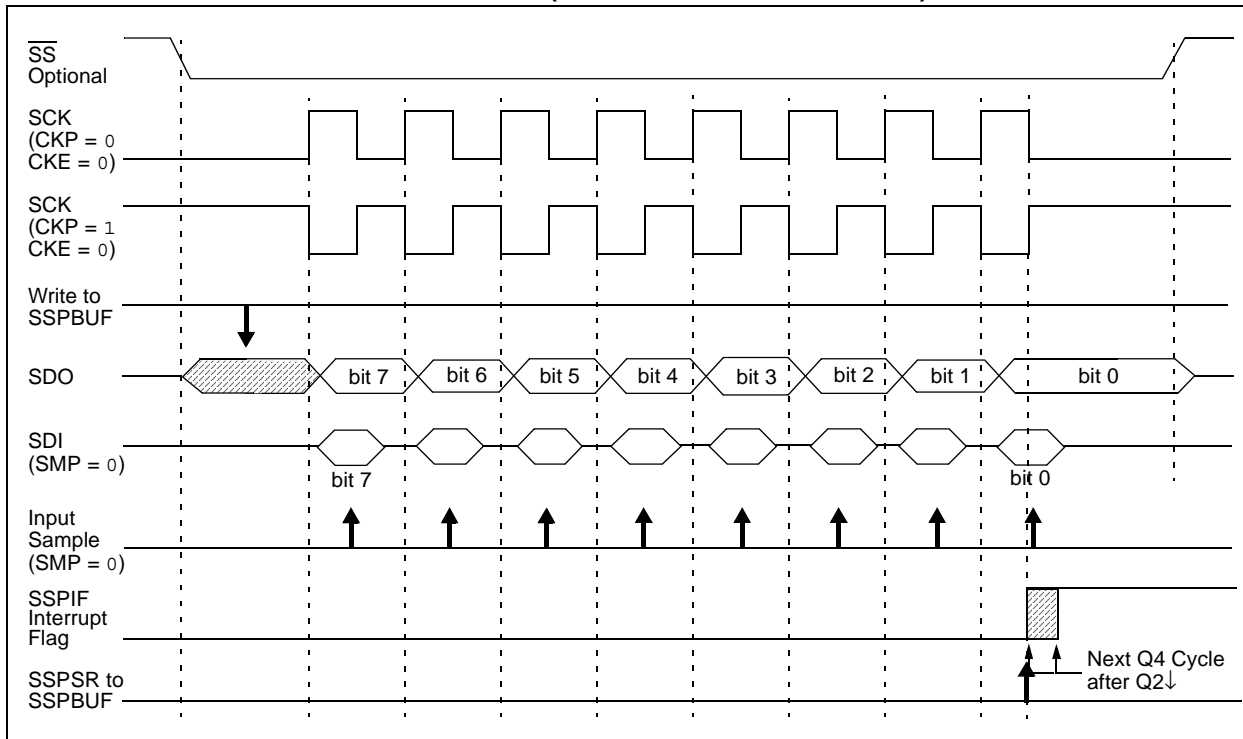 SS
Optional
SCK
(CKP = 0
CKE = 0)
SCK
(CKP = 1
CKE = 0)
Write to
SSPBUF
SDO
bit 7
bit 6
bit 5
bit 4
bit 3
bit 2
bit 1
bit 0
SDI
(SMP = 0)
bit 7
bit 0
Input
Sample
(SMP = 0)
SSPIF
Interrupt
Flag
Next Q4 Cycle
after Q2↓
SSPSR to
SSPBUF